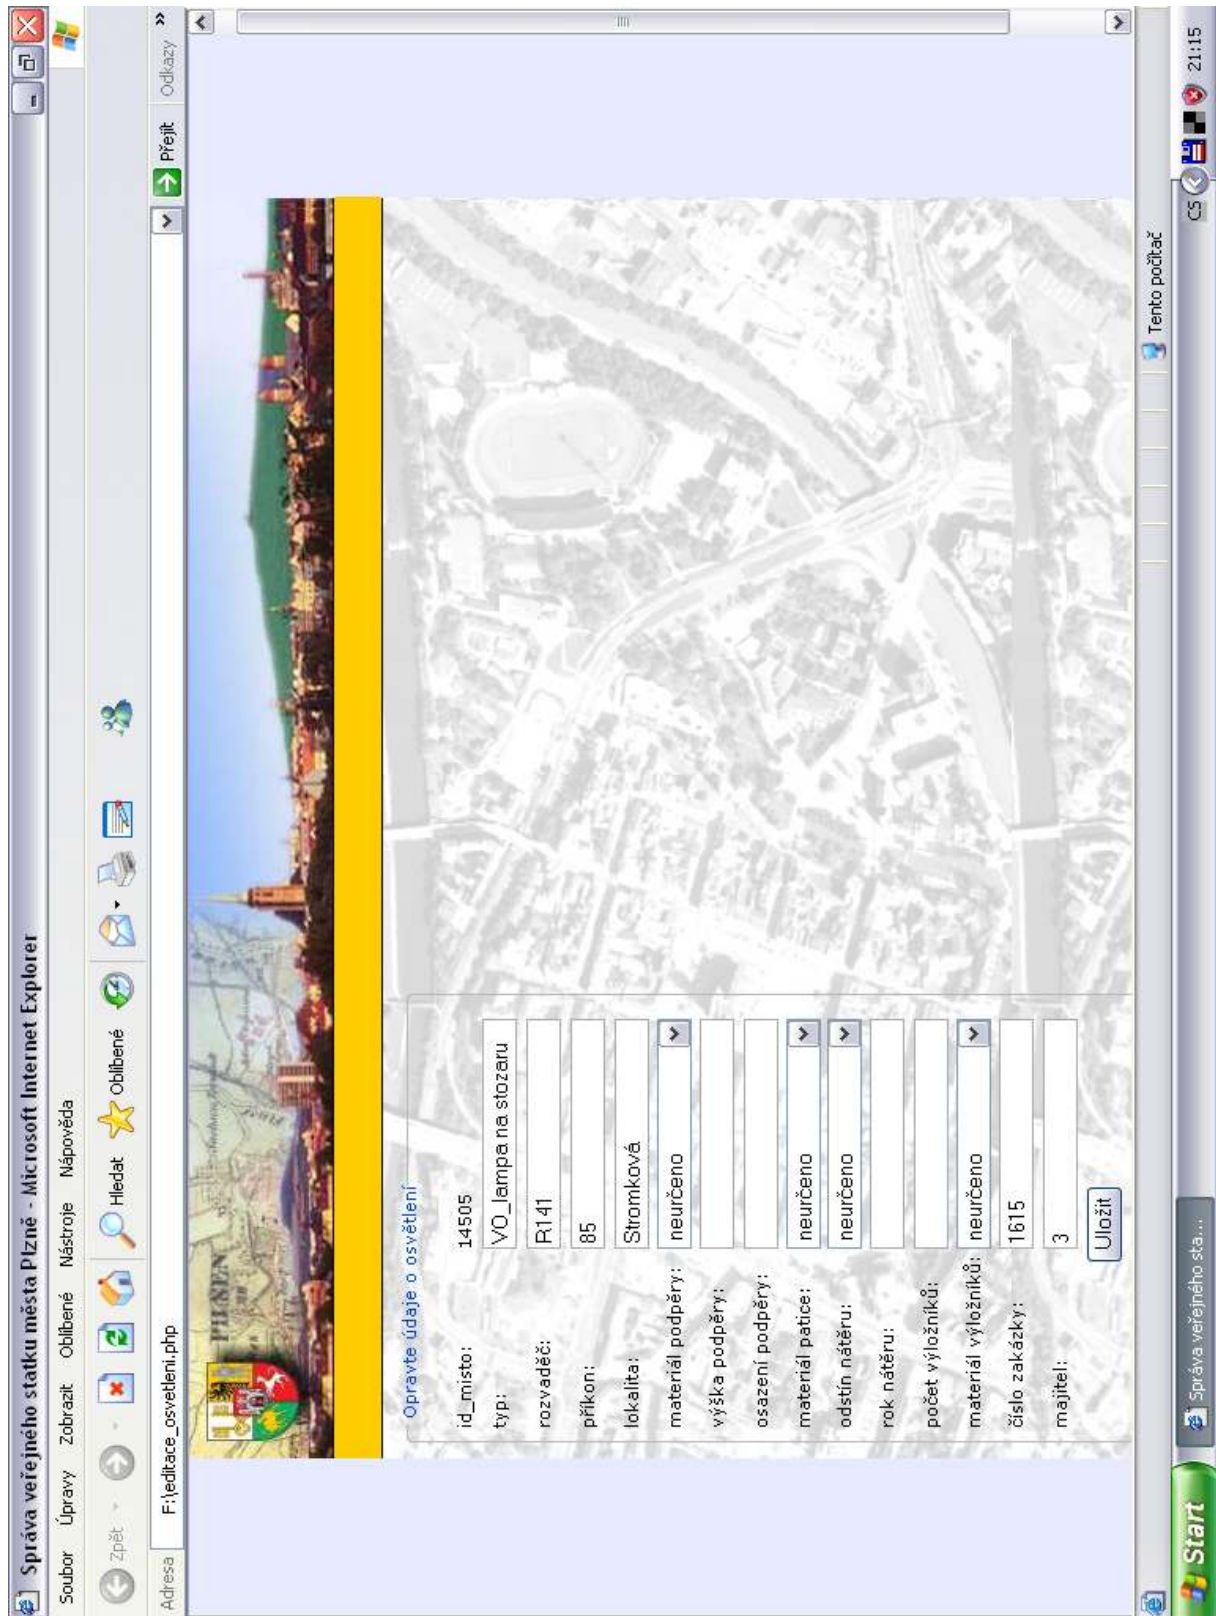 Správa veřejného statku města Plzně - Microsoft Internet Explorer
Soubor Úpravy Zobrazit Oblíbené Nástroje Nápověda
Zpět Hledat Oblíbené
Adresa F:\editace_osvetleni.php Přejít Odkazy »
PILSEN
Opravte údaje o osvětlení
id_misto: 14505
typ: VO_lampa na stozaru
rozvaděč: R141
příkon: 85
lokalita: Stromková
materiál podpěry: neurčeno
výška podpěry:
osazení podpěry:
materiál patice: neurčeno
odstín nátěru: neurčeno
rok nátěru:
počet výložníků:
materiál výložníků: neurčeno
číslo zakázky: 1615
majitel: 3
Uložit
Tento počítač
Start Správa veřejného sta... CS 21:15